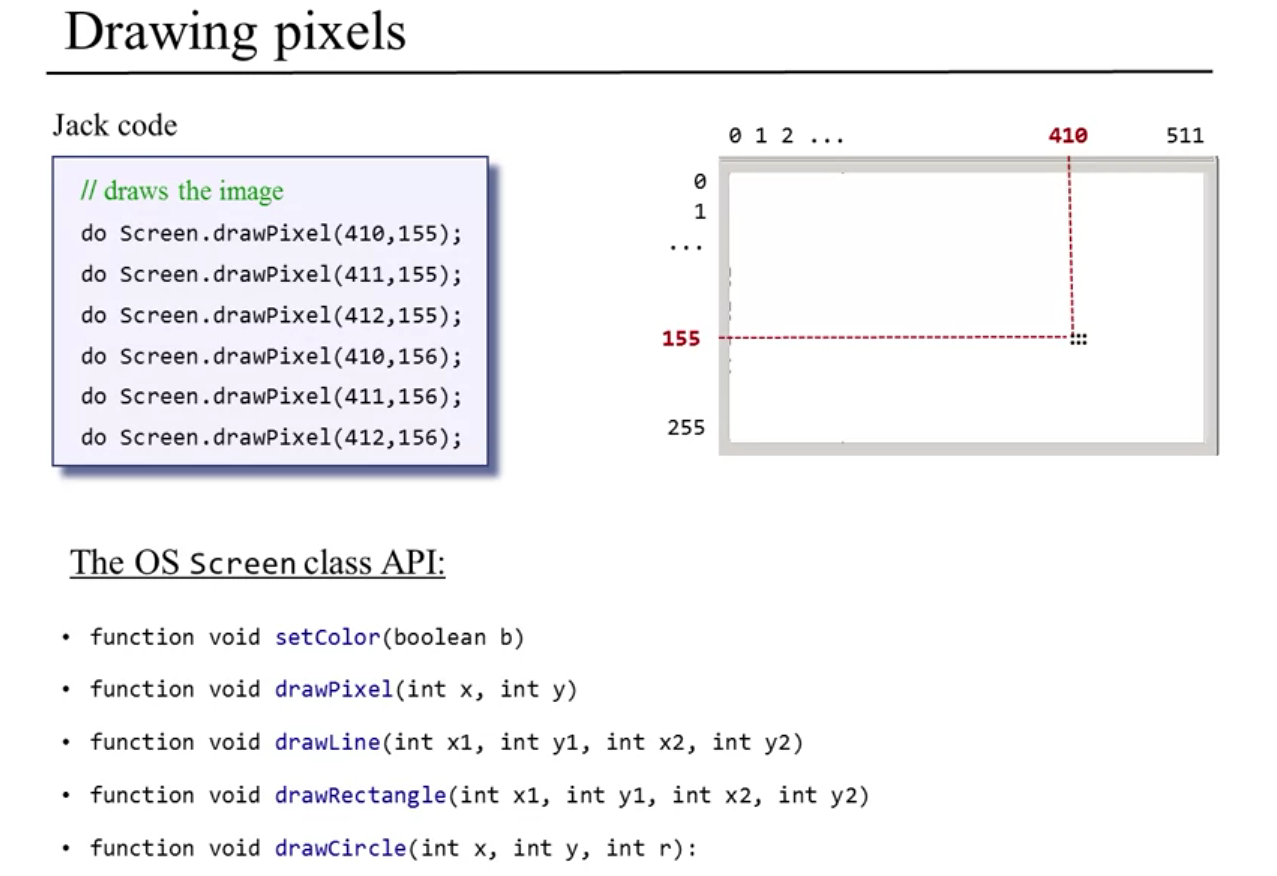 Drawing pixels
Jack code
// draws the image
do Screen.drawPixel(410,155);
do Screen.drawPixel(411,155);
do Screen.drawPixel(412,155);
do Screen.drawPixel(410,156);
do Screen.drawPixel(411,156);
do Screen.drawPixel(412,156);
0 1 2 ... 410 511
0
1
...
155
255
The OS Screen class API:
• function void setColor(boolean b)
• function void drawPixel(int x, int y)
• function void drawLine(int x1, int y1, int x2, int y2)
• function void drawRectangle(int x1, int y1, int x2, int y2)
• function void drawCircle(int x, int y, int r):